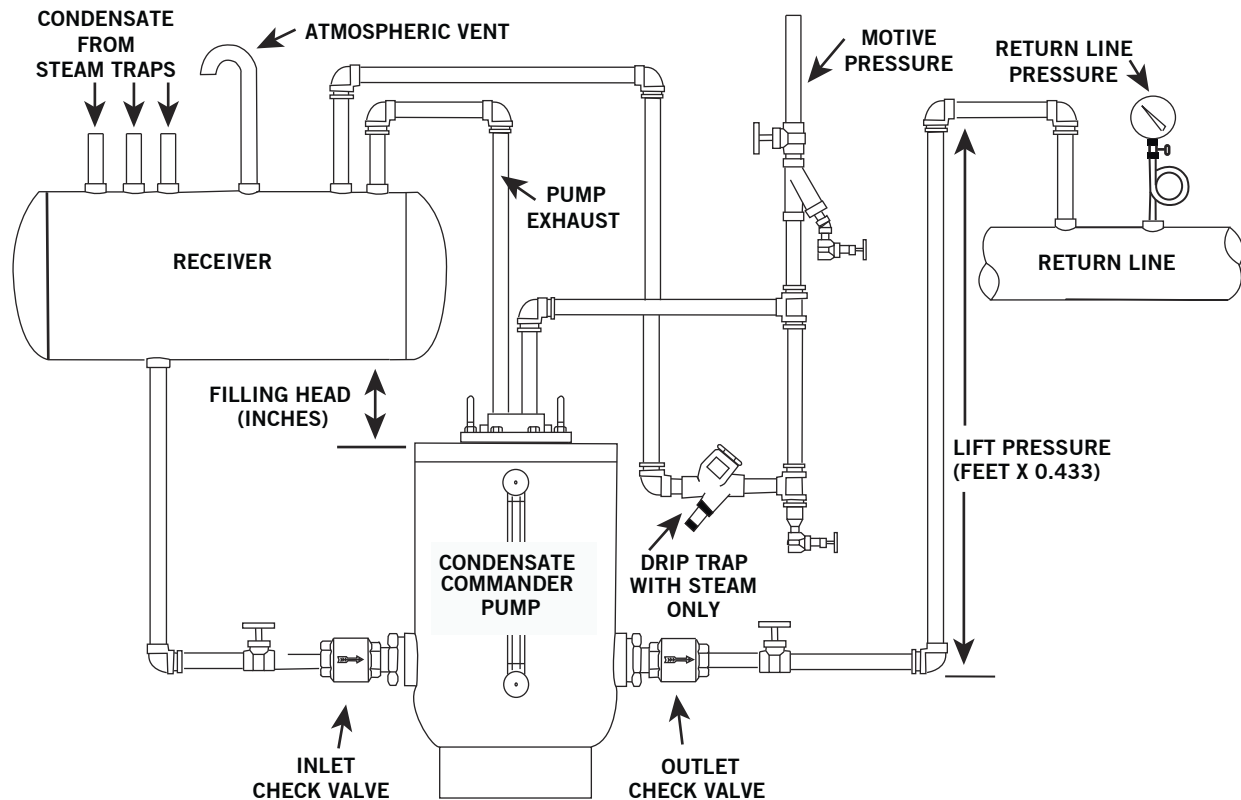 CONDENSATE
FROM
STEAM TRAPS
ATMOSPHERIC VENT
MOTIVE
PRESSURE
RETURN LINE
PRESSURE
PUMP
EXHAUST
RECEIVER
RETURN LINE
FILLING HEAD
(INCHES)
LIFT PRESSURE
(FEET X 0.433)
CONDENSATE
COMMANDER
PUMP
DRIP TRAP
WITH STEAM
ONLY
INLET
CHECK VALVE
OUTLET
CHECK VALVE